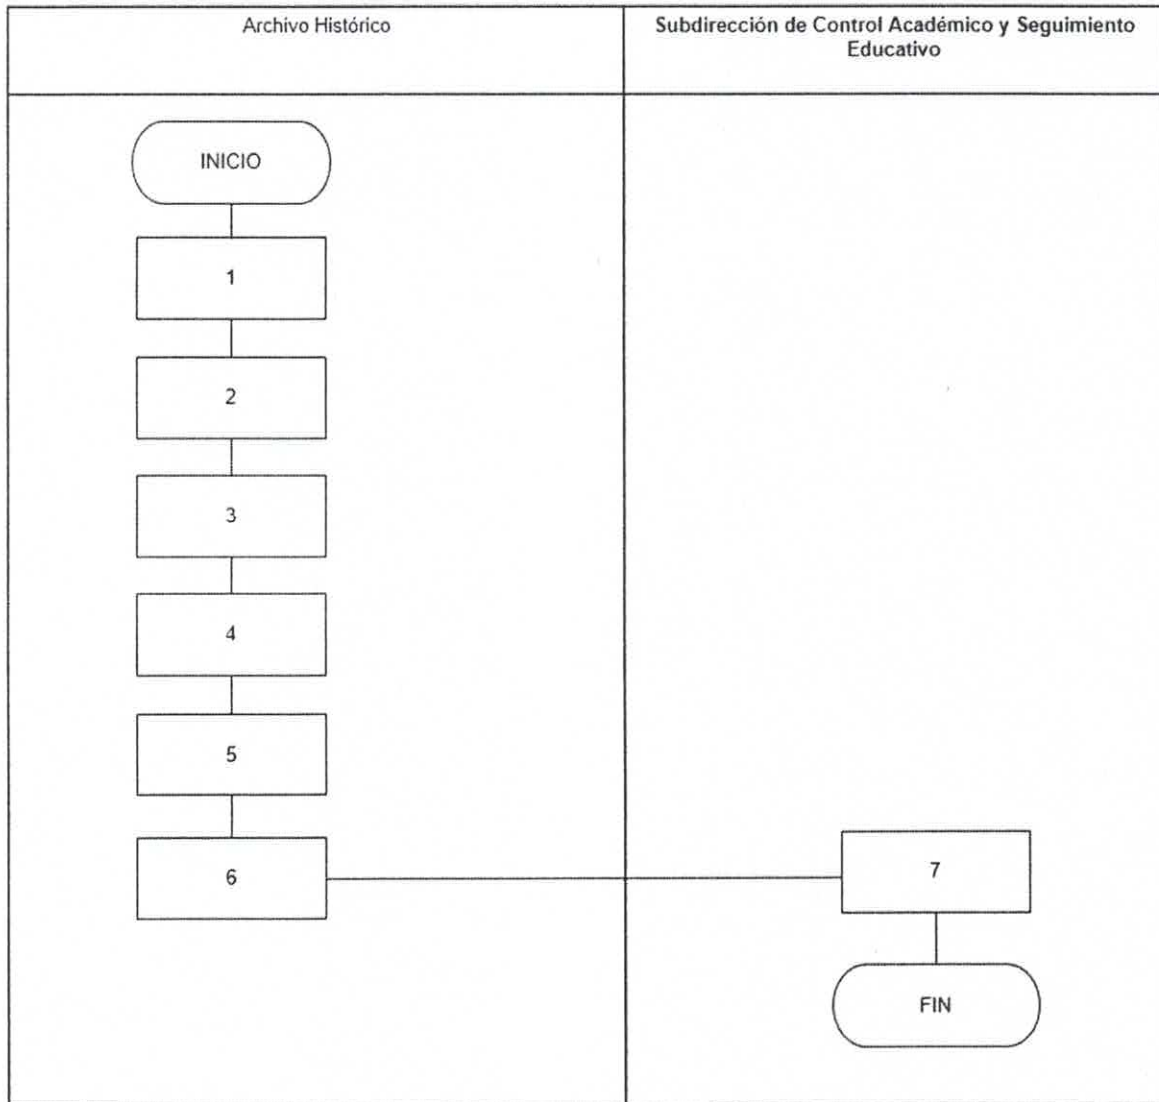 Archivo Histórico
Subdirección de Control Académico y Seguimiento
Educativo
INICIO
1
2
3
4
5
6
7
FIN